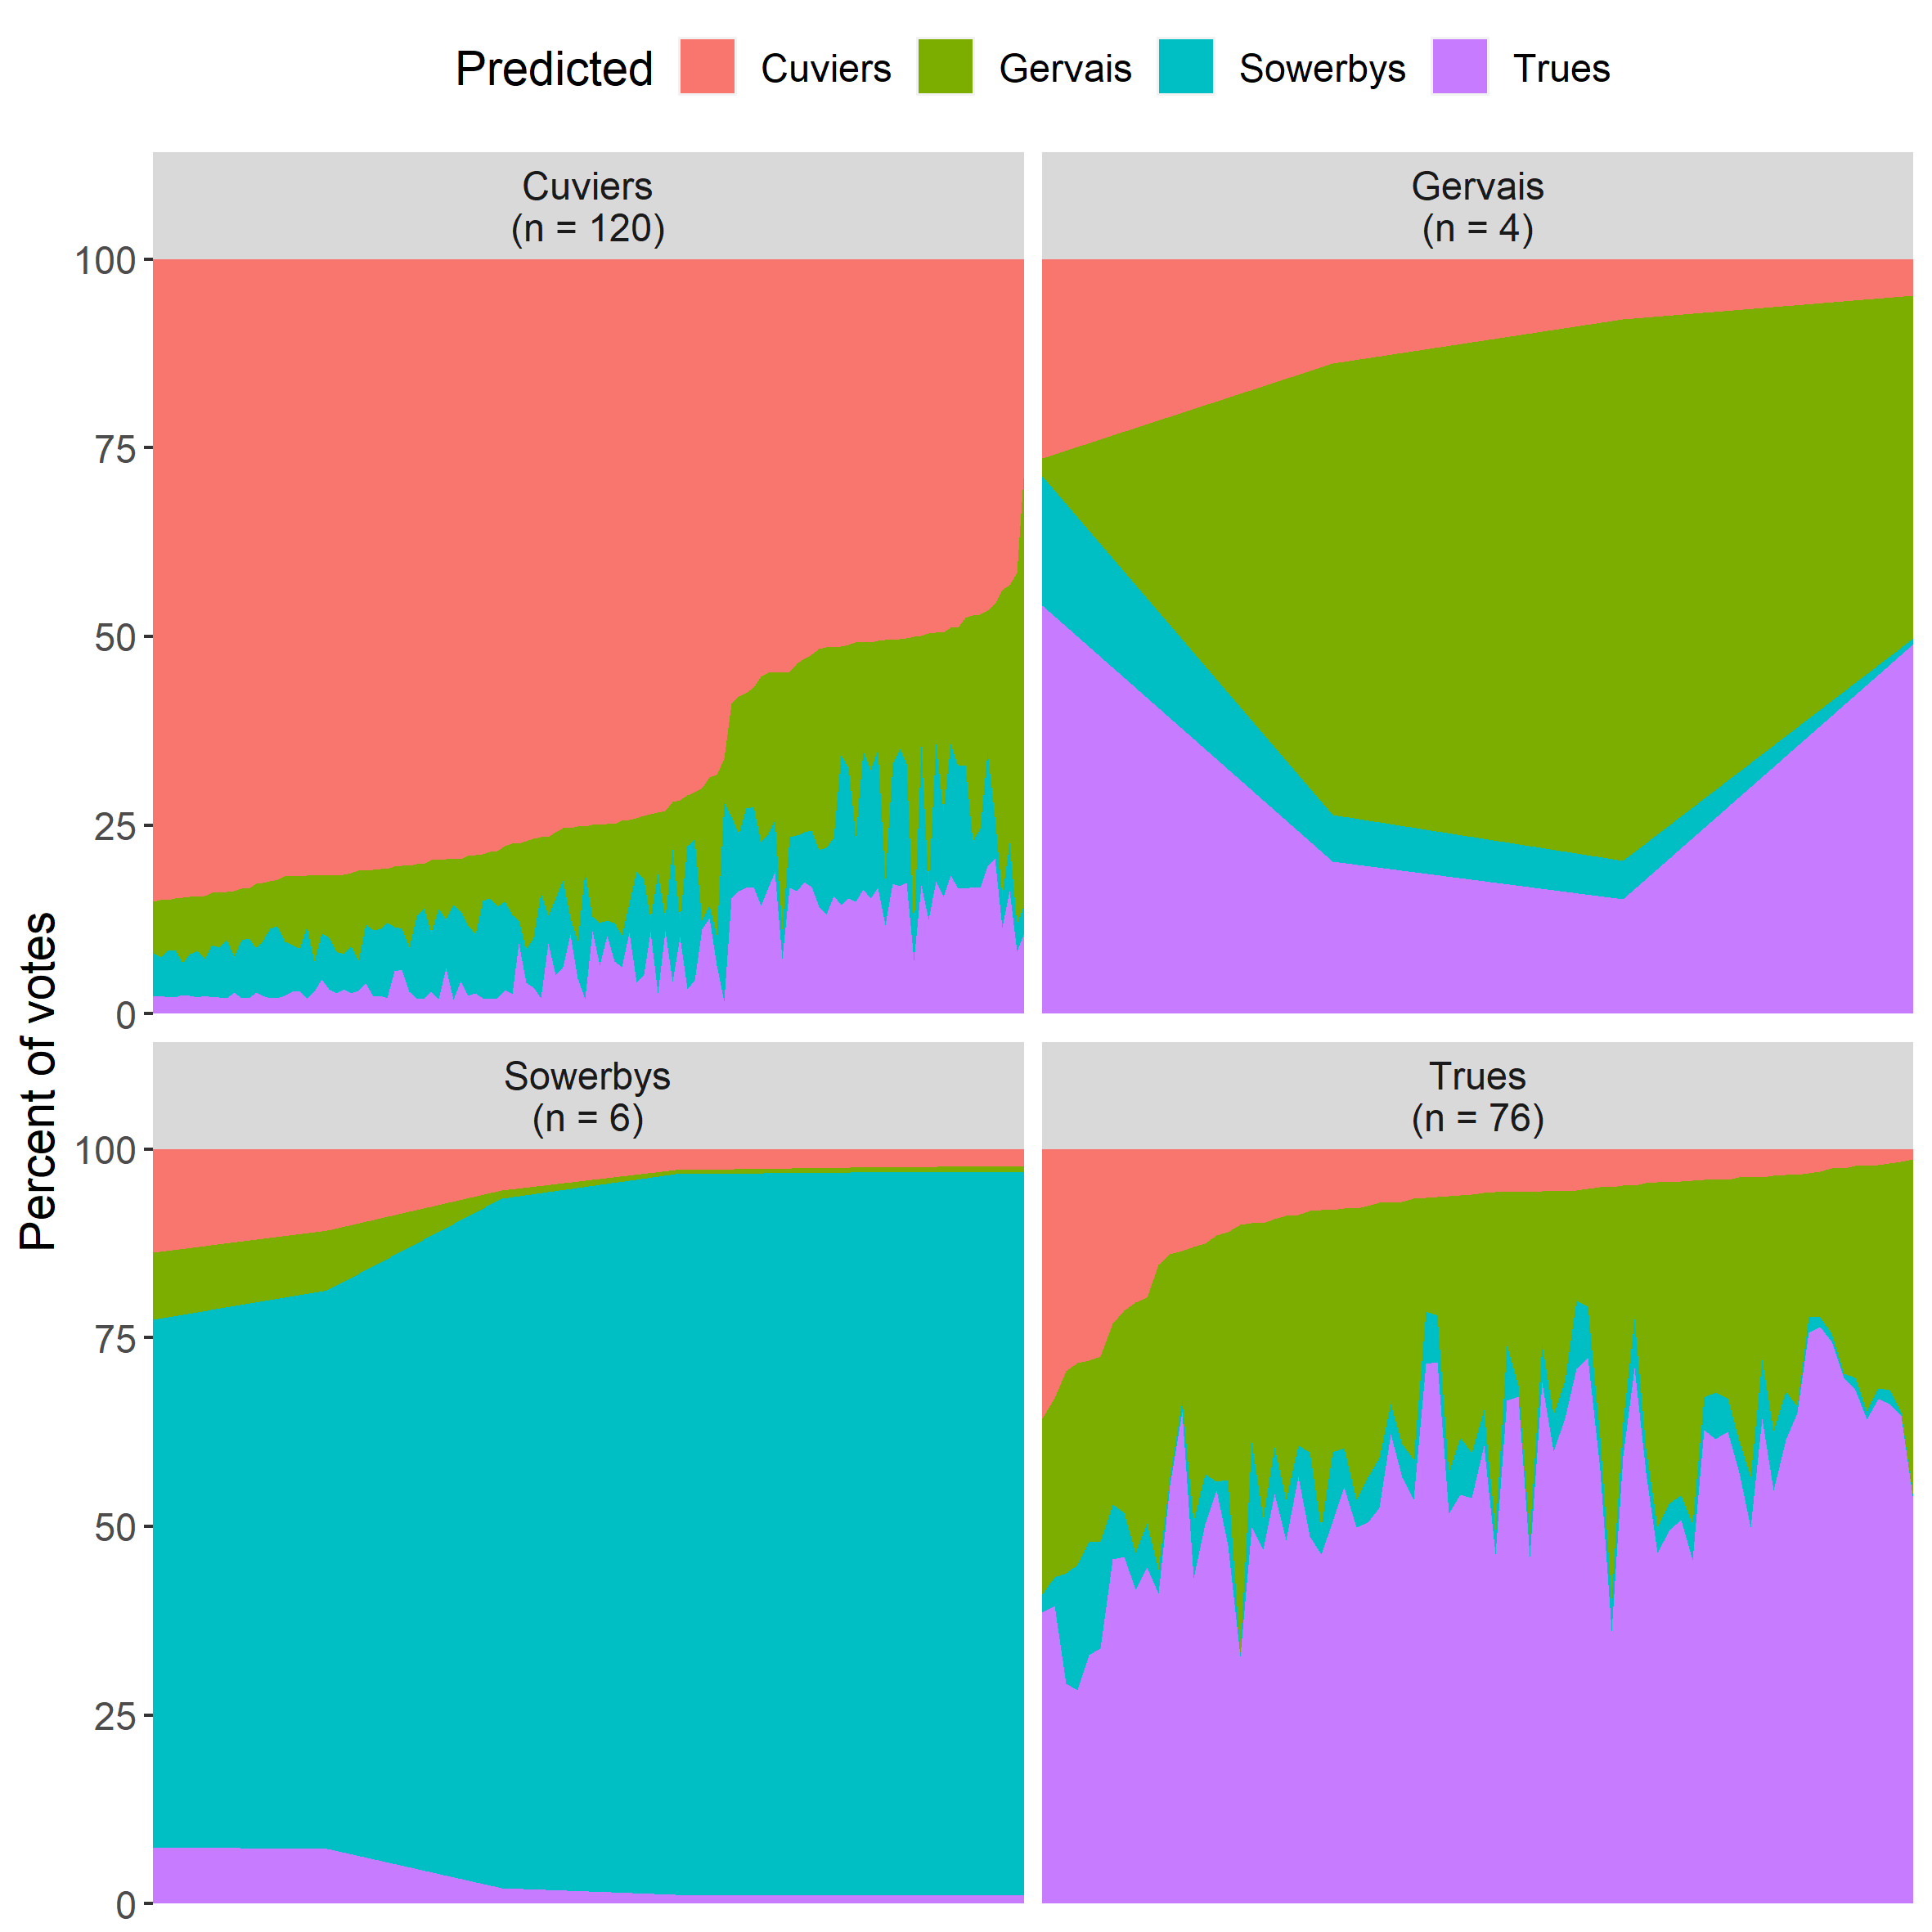 Predicted Cuviers Gervais Sowerbys Trues
Cuviers
(n = 120)
Gervais
(n = 4)
100
75
50
25
0
Percent of votes
Sowerbys
(n = 6)
Trues
(n = 76)
100
75
50
25
0